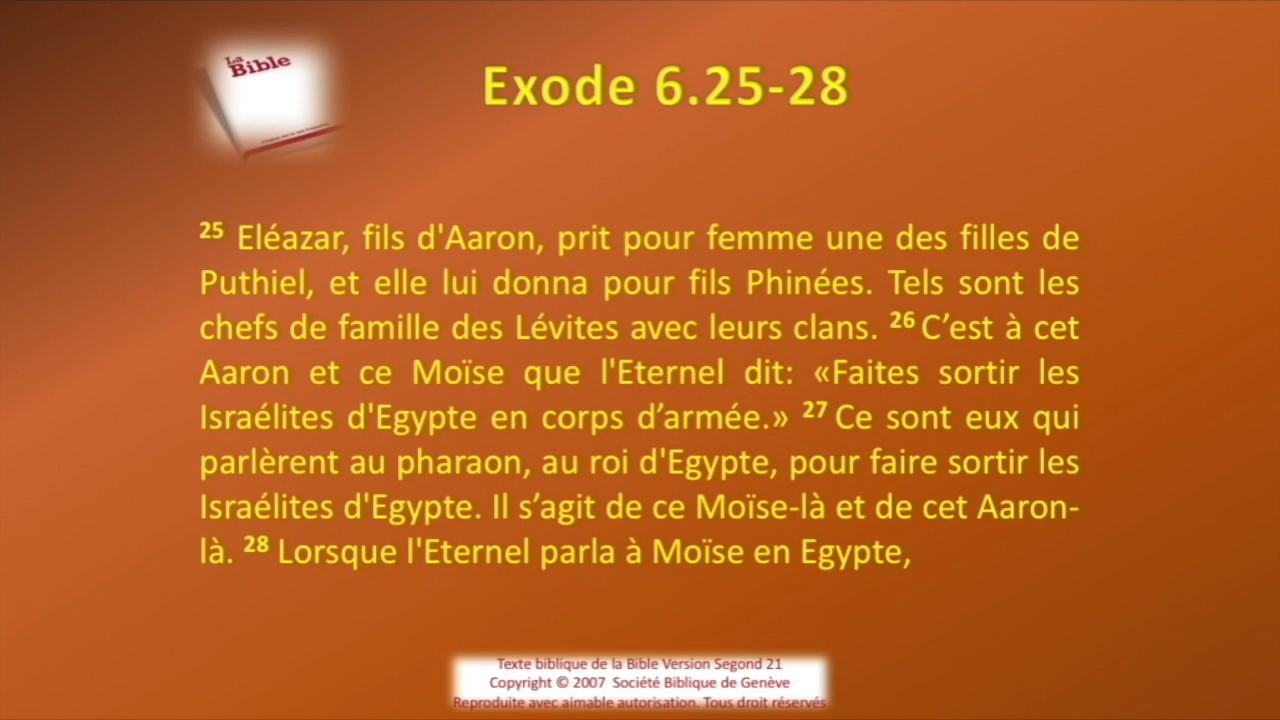 La
Bible
Exode 6.25-28
25 Eléazar, fils d'Aaron, prit pour femme une des filles de
Puthiel, et elle lui donna pour fils Phinées. Tels sont les
chefs de famille des Lévites avec leurs clans. 26 C’est à cet
Aaron et ce Moïse que l'Eternel dit: «Faites sortir les
Israélites d'Egypte en corps d’armée.» 27 Ce sont eux qui
parlèrent au pharaon, au roi d'Egypte, pour faire sortir les
Israélites d'Egypte. Il s’agit de ce Moïse-là et de cet Aaron-
là. 28 Lorsque l'Eternel parla à Moïse en Egypte,
Texte biblique de la Bible Version Segond 21
Copyright © 2007 Société Biblique de Genève
Reproduite avec aimable autorisation. Tous droit réservés